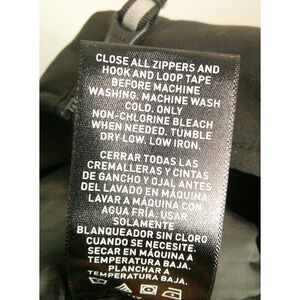 CLOSE ALL ZIPPERS AND
HOOK AND LOOP TAPE
BEFORE MACHINE
WASHING. MACHINE WASH
COLD. ONLY
NON-CHLORINE BLEACH
WHEN NEEDED. TUMBLE
DRY LOW. LOW IRON.
CERRAR TODAS LAS
CREMALLERAS Y CINTAS
DE GANCHO Y OJAL ANTES
DEL LAVADO EN MÁQUINA.
LAVAR A MÁQUINA CON
AGUA FRÍA. USAR
SOLAMENTE
BLANQUEADOR SIN CLORO
CUANDO SE NECESITE.
SECAR EN MÁQUINA A
TEMPERATURA BAJA.
PLANCHAR A
TEMPERATURA BAJA.